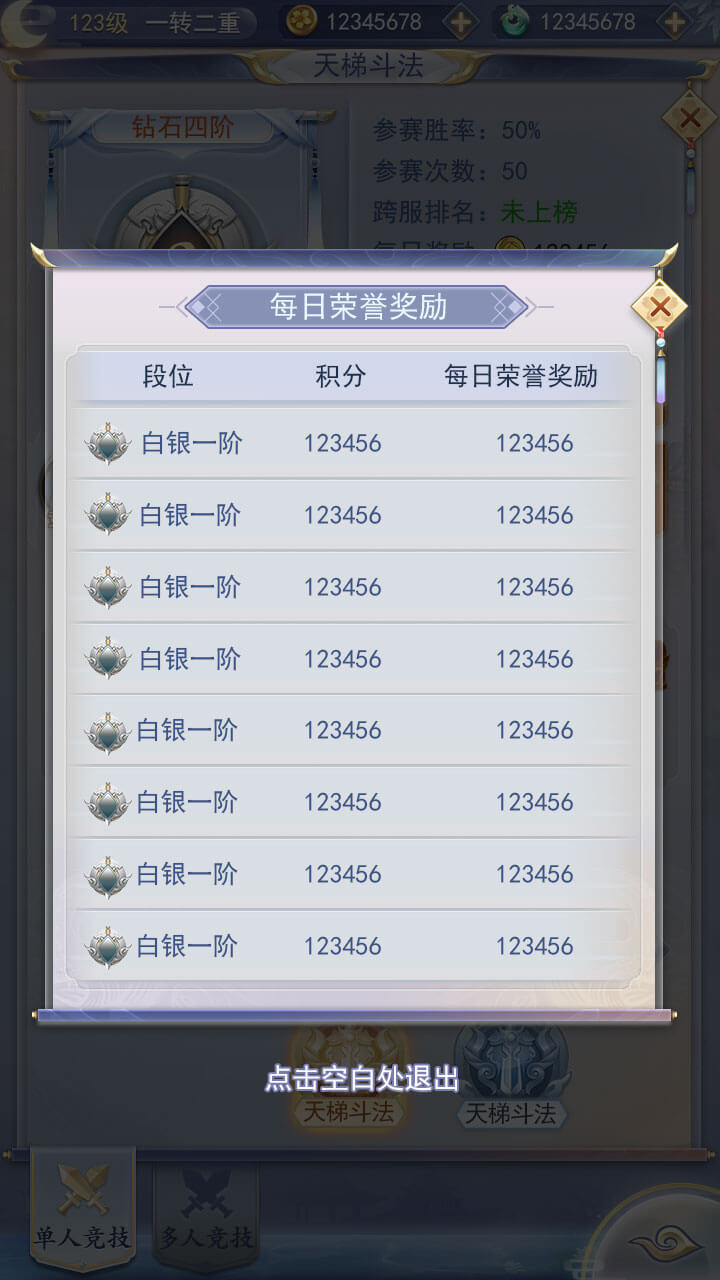 123级 一转二重 12345678 12345678
天梯斗法
钻石四阶
参赛胜率：50%
参赛次数：50
跨服排名：未上榜
每日奖励 123456
每日荣誉奖励
段位 积分 每日荣誉奖励
白银一阶 123456 123456
白银一阶 123456 123456
白银一阶 123456 123456
白银一阶 123456 123456
白银一阶 123456 123456
白银一阶 123456 123456
白银一阶 123456 123456
白银一阶 123456 123456
点击空白处退出
天梯斗法 天梯斗法
单人竞技 多人竞技